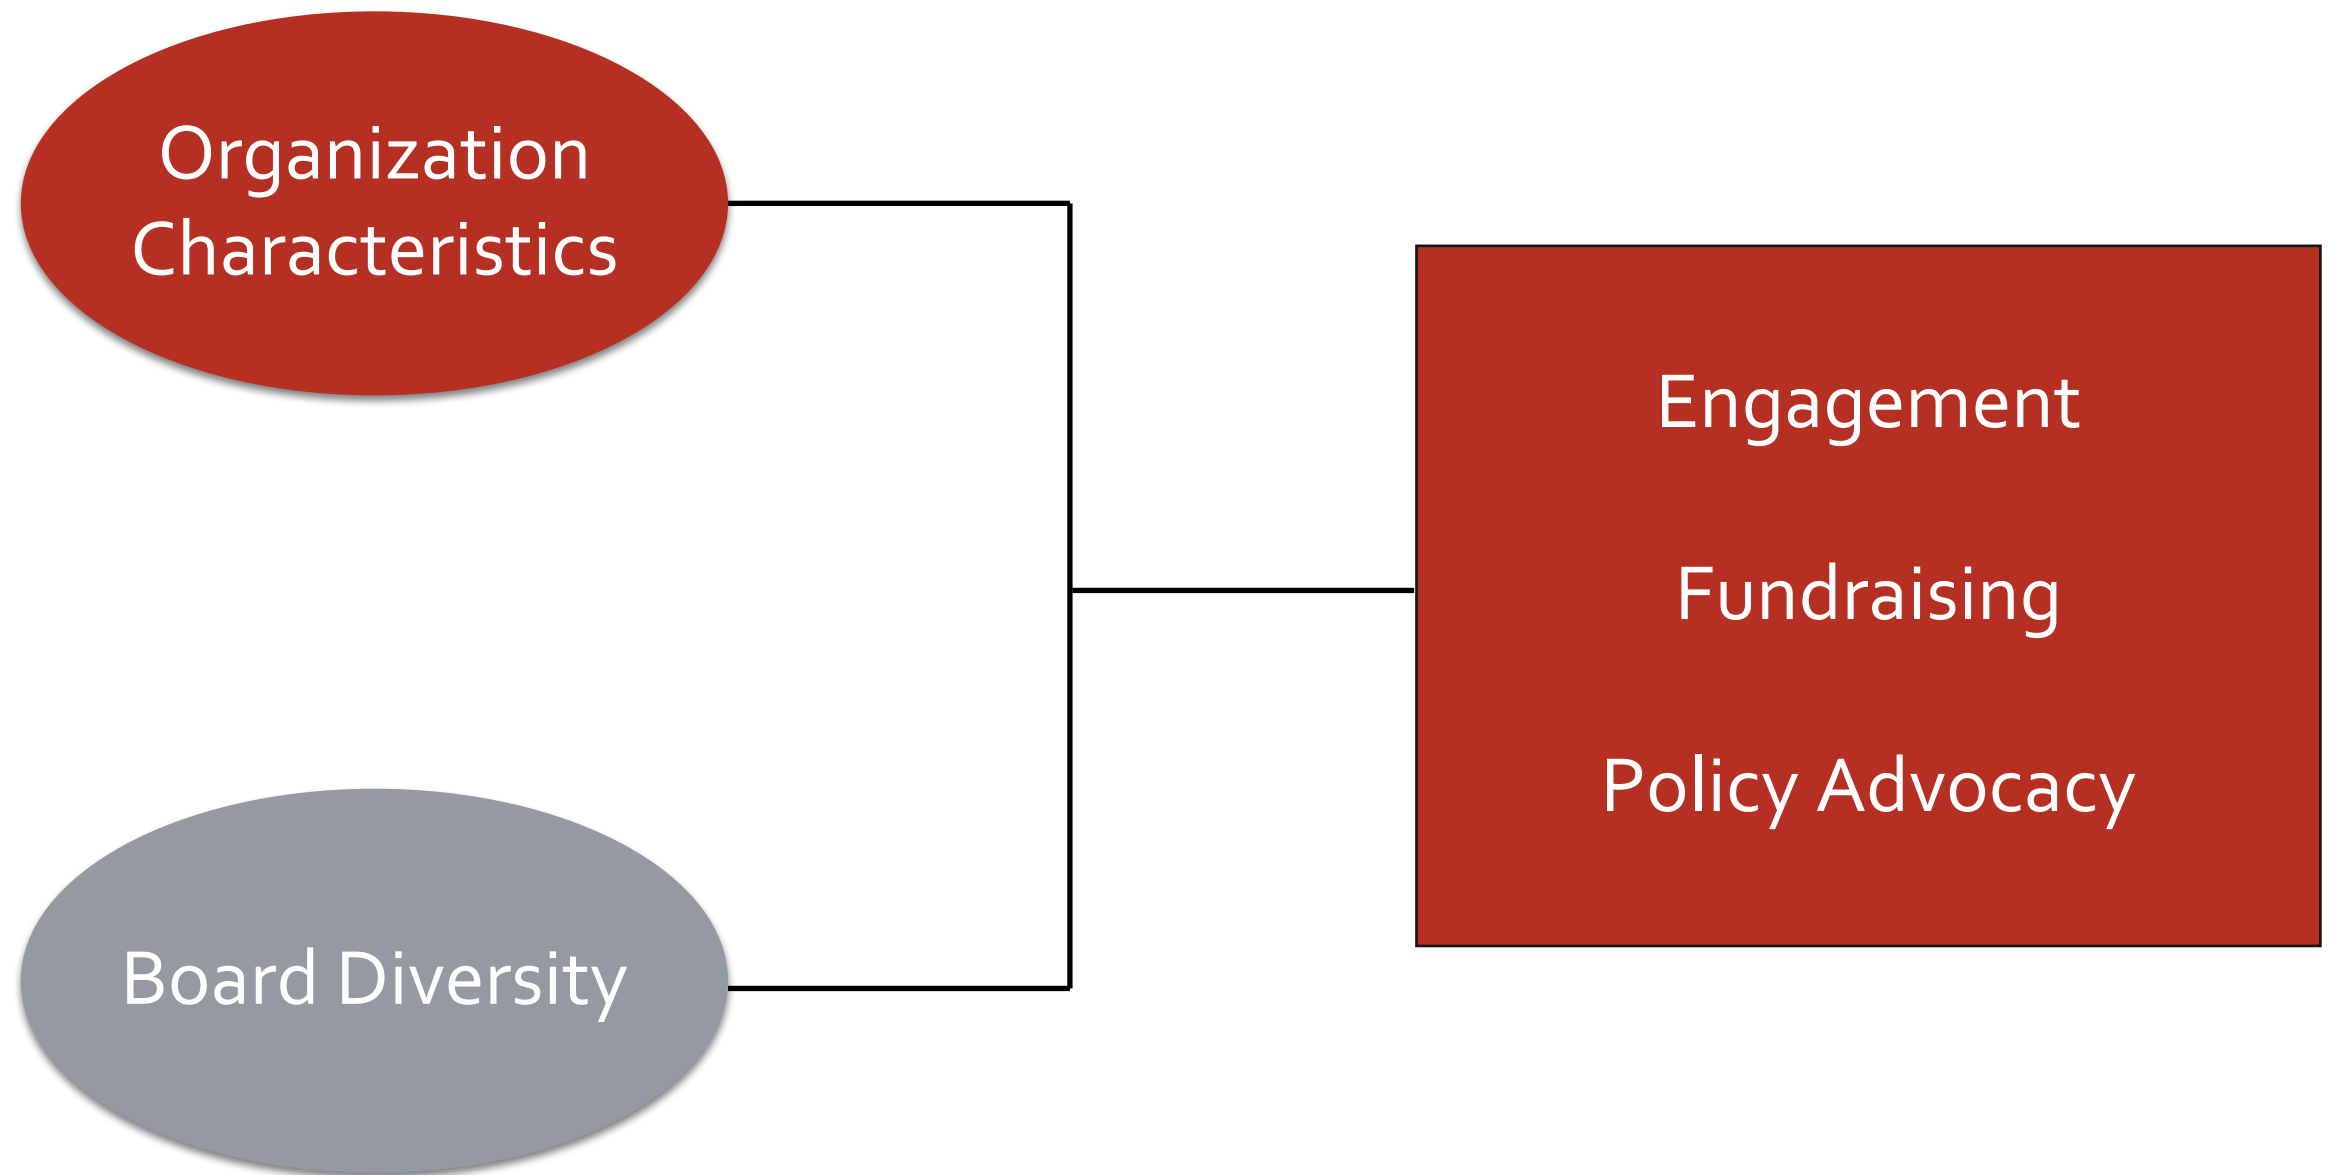 Organization
Characteristics
Engagement
Fundraising
Policy Advocacy
Board Diversity